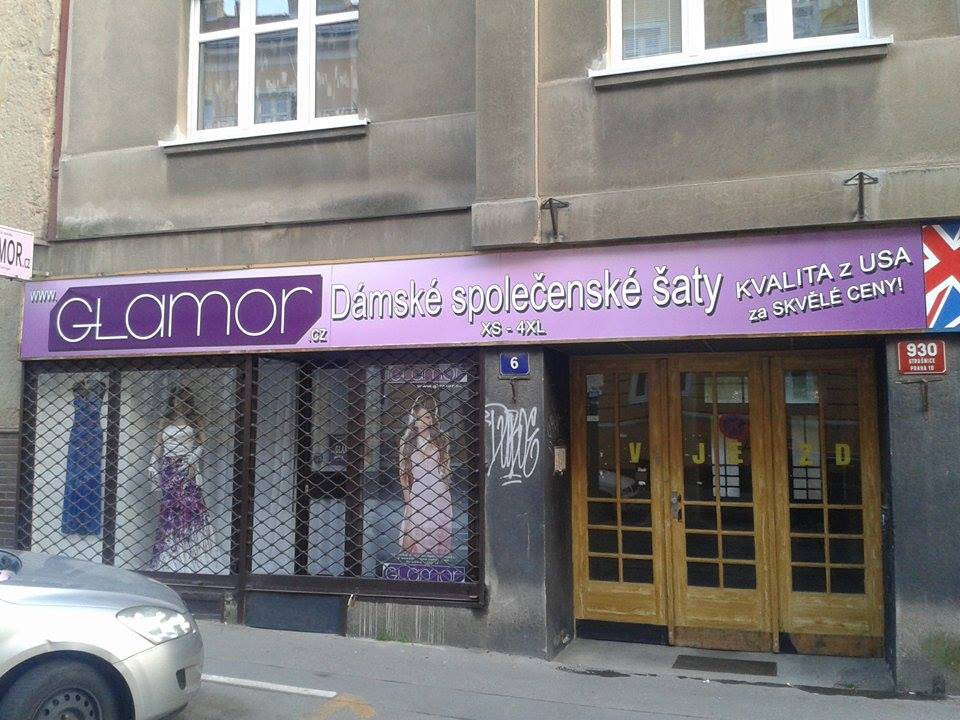 MOR.cz
www.
GLamor
.cz
Dámské společenské šaty
XS - 4XL
KVALITA z USA
za SKVĚLÉ CENY!
6
930
STRAŠNICE
PRAHA 10
GLamor
V J E Z D
GLamor